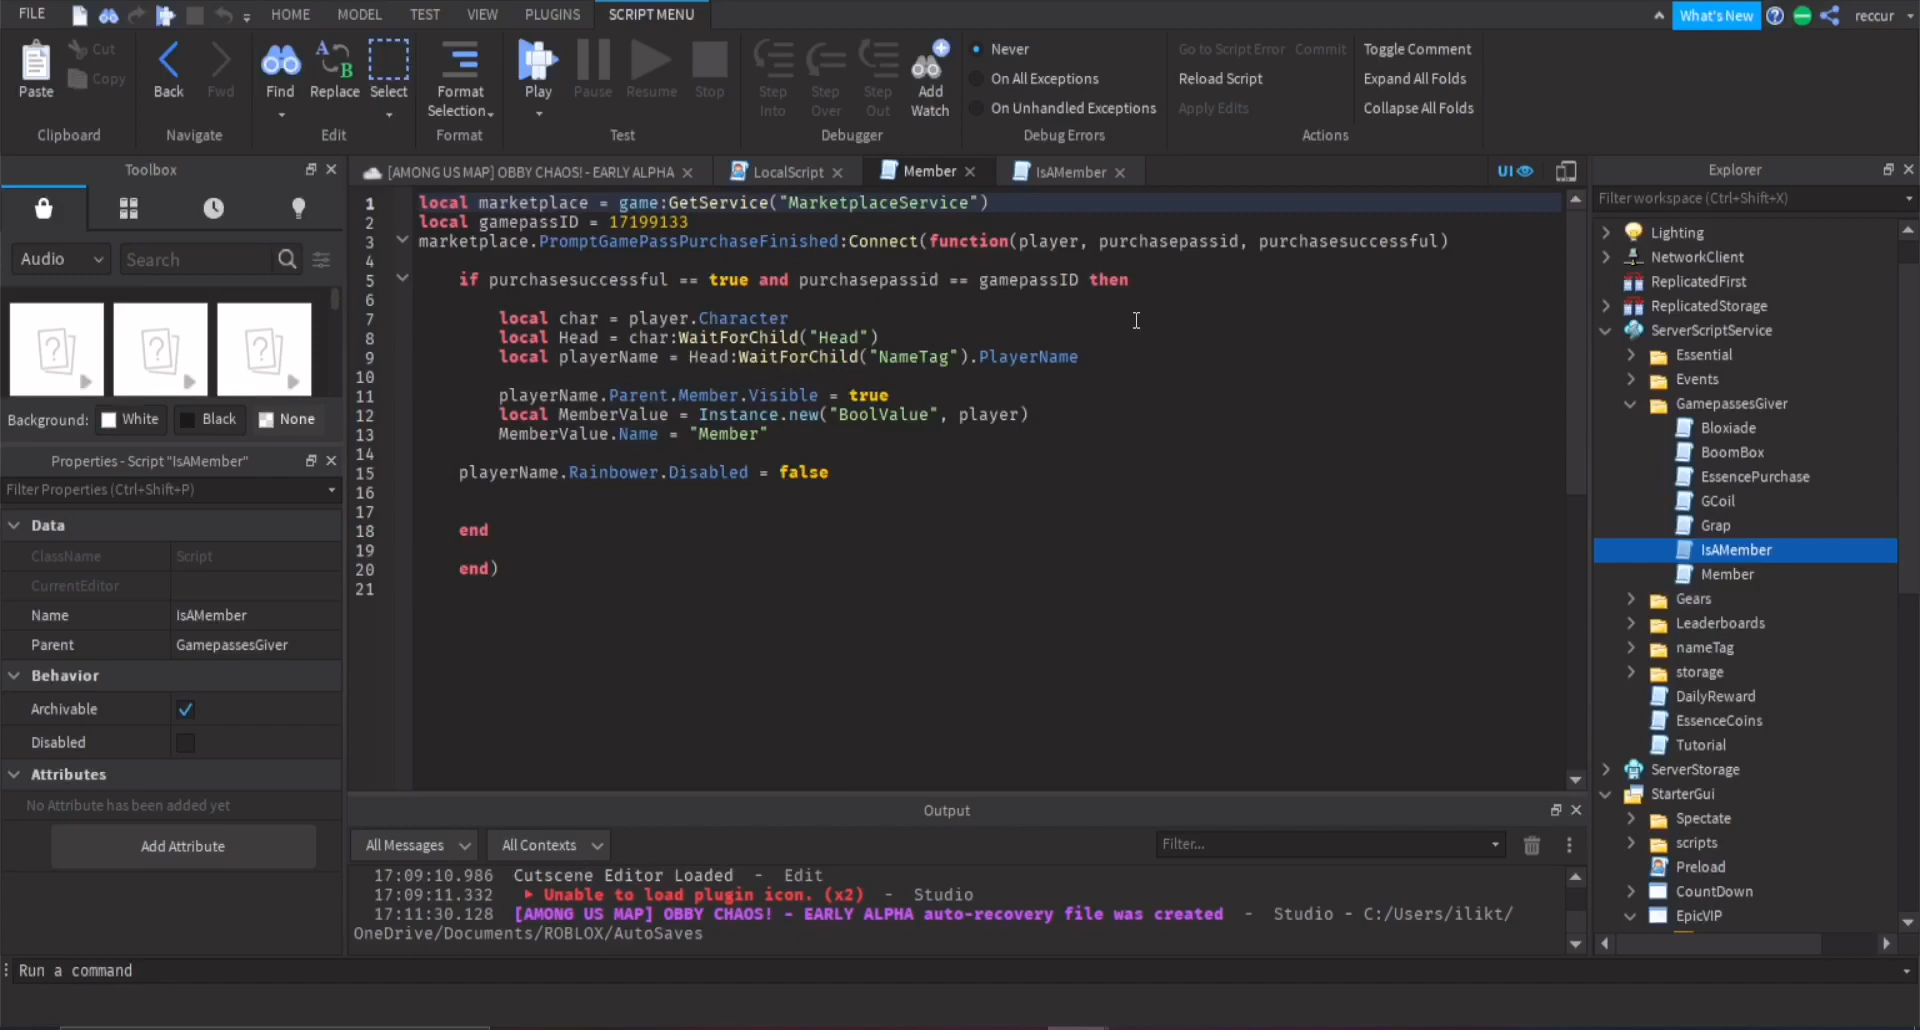 FILE
HOME
MODEL
TEST
VIEW
PLUGINS
SCRIPT MENU
What's New
reccur
Paste
Cut
Copy
Clipboard
Back
Fwd
Navigate
Find
Replace
Select
Edit
Format
Selection
Format
Play
Pause
Resume
Stop
Test
Step
Into
Step
Over
Step
Out
Add
Watch
Debugger
Never
On All Exceptions
On Unhandled Exceptions
Debug Errors
Go to Script Error
Commit
Reload Script
Apply Edits
Toggle Comment
Expand All Folds
Collapse All Folds
Actions
Toolbox
Audio
Search
Background:
White
Black
None
Properties - Script "IsAMember"
Filter Properties (Ctrl+Shift+P)
Data
ClassName Script
CurrentEditor
Name IsAMember
Parent GamepassesGiver
Behavior
Archivable
Disabled
Attributes
No Attribute has been added yet
Add Attribute
[AMONG US MAP] OBBY CHAOS! - EARLY ALPHA
LocalScript
Member
IsAMember
UI
1 local marketplace = game:GetService("MarketplaceService")
2 local gamepassID = 17199133
3 marketplace.PromptGamePassPurchaseFinished:Connect(function(player, purchasepassid, purchasesuccessful)
4
5 if purchasesuccessful == true and purchasepassid == gamepassID then
6
7 local char = player.Character
8 local Head = char:WaitForChild("Head")
9 local playerName = Head:WaitForChild("NameTag").PlayerName
10
11 playerName.Parent.Member.Visible = true
12 local MemberValue = Instance.new("BoolValue", player)
13 MemberValue.Name = "Member"
14
15 playerName.Rainbower.Disabled = false
16
17
18 end
19
20 end)
21
Output
All Messages
All Contexts
Filter...
17:09:10.986 Cutscene Editor Loaded - Edit
17:09:11.332 Unable to load plugin icon. (x2) - Studio
17:11:30.128 [AMONG US MAP] OBBY CHAOS! - EARLY ALPHA auto-recovery file was created - Studio - C:/Users/ilikt/
OneDrive/Documents/ROBLOX/AutoSaves
Run a command
Explorer
Filter workspace (Ctrl+Shift+X)
Lighting
NetworkClient
ReplicatedFirst
ReplicatedStorage
ServerScriptService
Essential
Events
GamepassesGiver
Bloxiade
BoomBox
EssencePurchase
GCoil
Grap
IsAMember
Member
Gears
Leaderboards
nameTag
storage
DailyReward
EssenceCoins
Tutorial
ServerStorage
StarterGui
Spectate
scripts
Preload
CountDown
EpicVIP